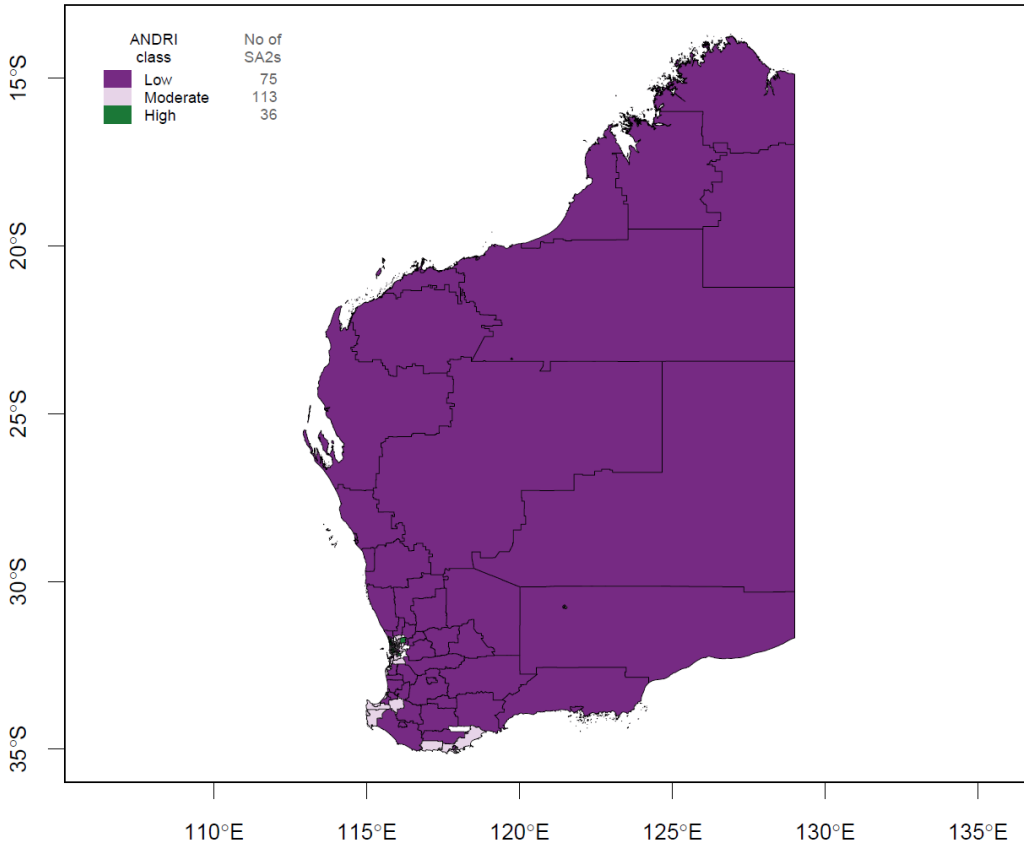 ANDRI class No of SA2s
Low 75
Moderate 113
High 36
15°S
20°S
25°S
30°S
35°S
110°E 115°E 120°E 125°E 130°E 135°E